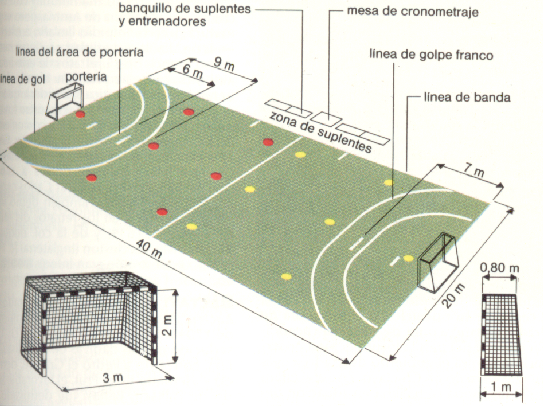 banquillo de suplentes
y entrenadores
mesa de cronometraje
línea del área de portería
9 m
línea de golpe franco
6 m
línea de gol
portería
línea de banda
zona de suplentes
7 m
40 m
20 m
0,80 m
2 m
3 m
1 m